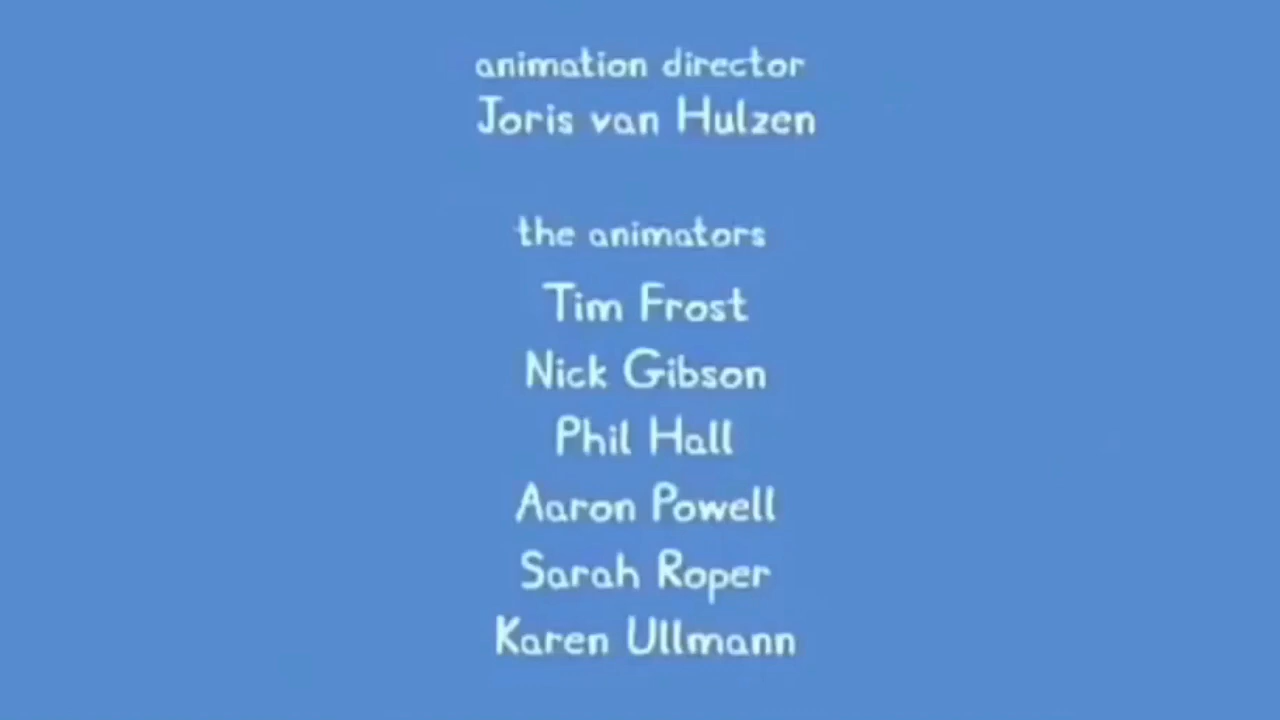 animation director
Joris van Hulzen
the animators
Tim Frost
Nick Gibson
Phil Hall
Aaron Powell
Sarah Roper
Karen Ullmann